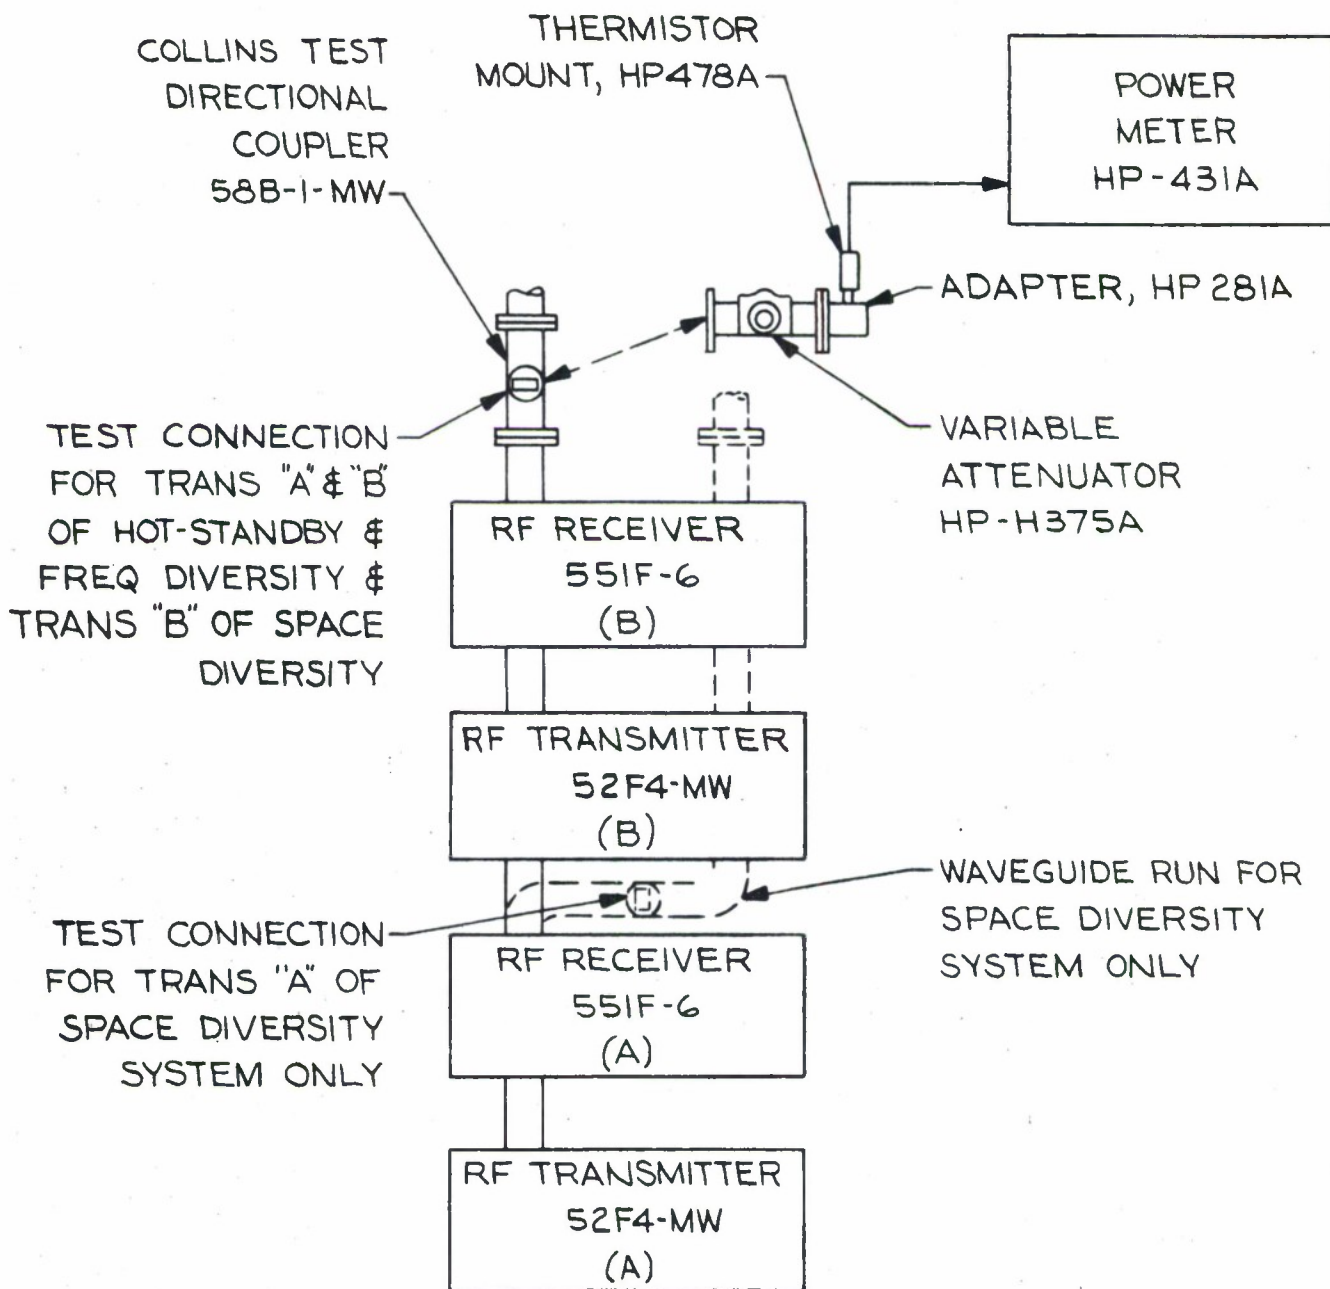 COLLINS TEST
DIRECTIONAL
COUPLER
58B-1-MW
THERMISTOR
MOUNT, HP478A
POWER
METER
HP-431A
ADAPTER, HP 281A
VARIABLE
ATTENUATOR
HP-H375A
TEST CONNECTION
FOR TRANS "A" & "B"
OF HOT-STANDBY &
FREQ DIVERSITY &
TRANS "B" OF SPACE
DIVERSITY
RF RECEIVER
551F-6
(B)
RF TRANSMITTER
52F4-MW
(B)
WAVEGUIDE RUN FOR
SPACE DIVERSITY
SYSTEM ONLY
TEST CONNECTION
FOR TRANS "A" OF
SPACE DIVERSITY
SYSTEM ONLY
RF RECEIVER
551F-6
(A)
RF TRANSMITTER
52F4-MW
(A)